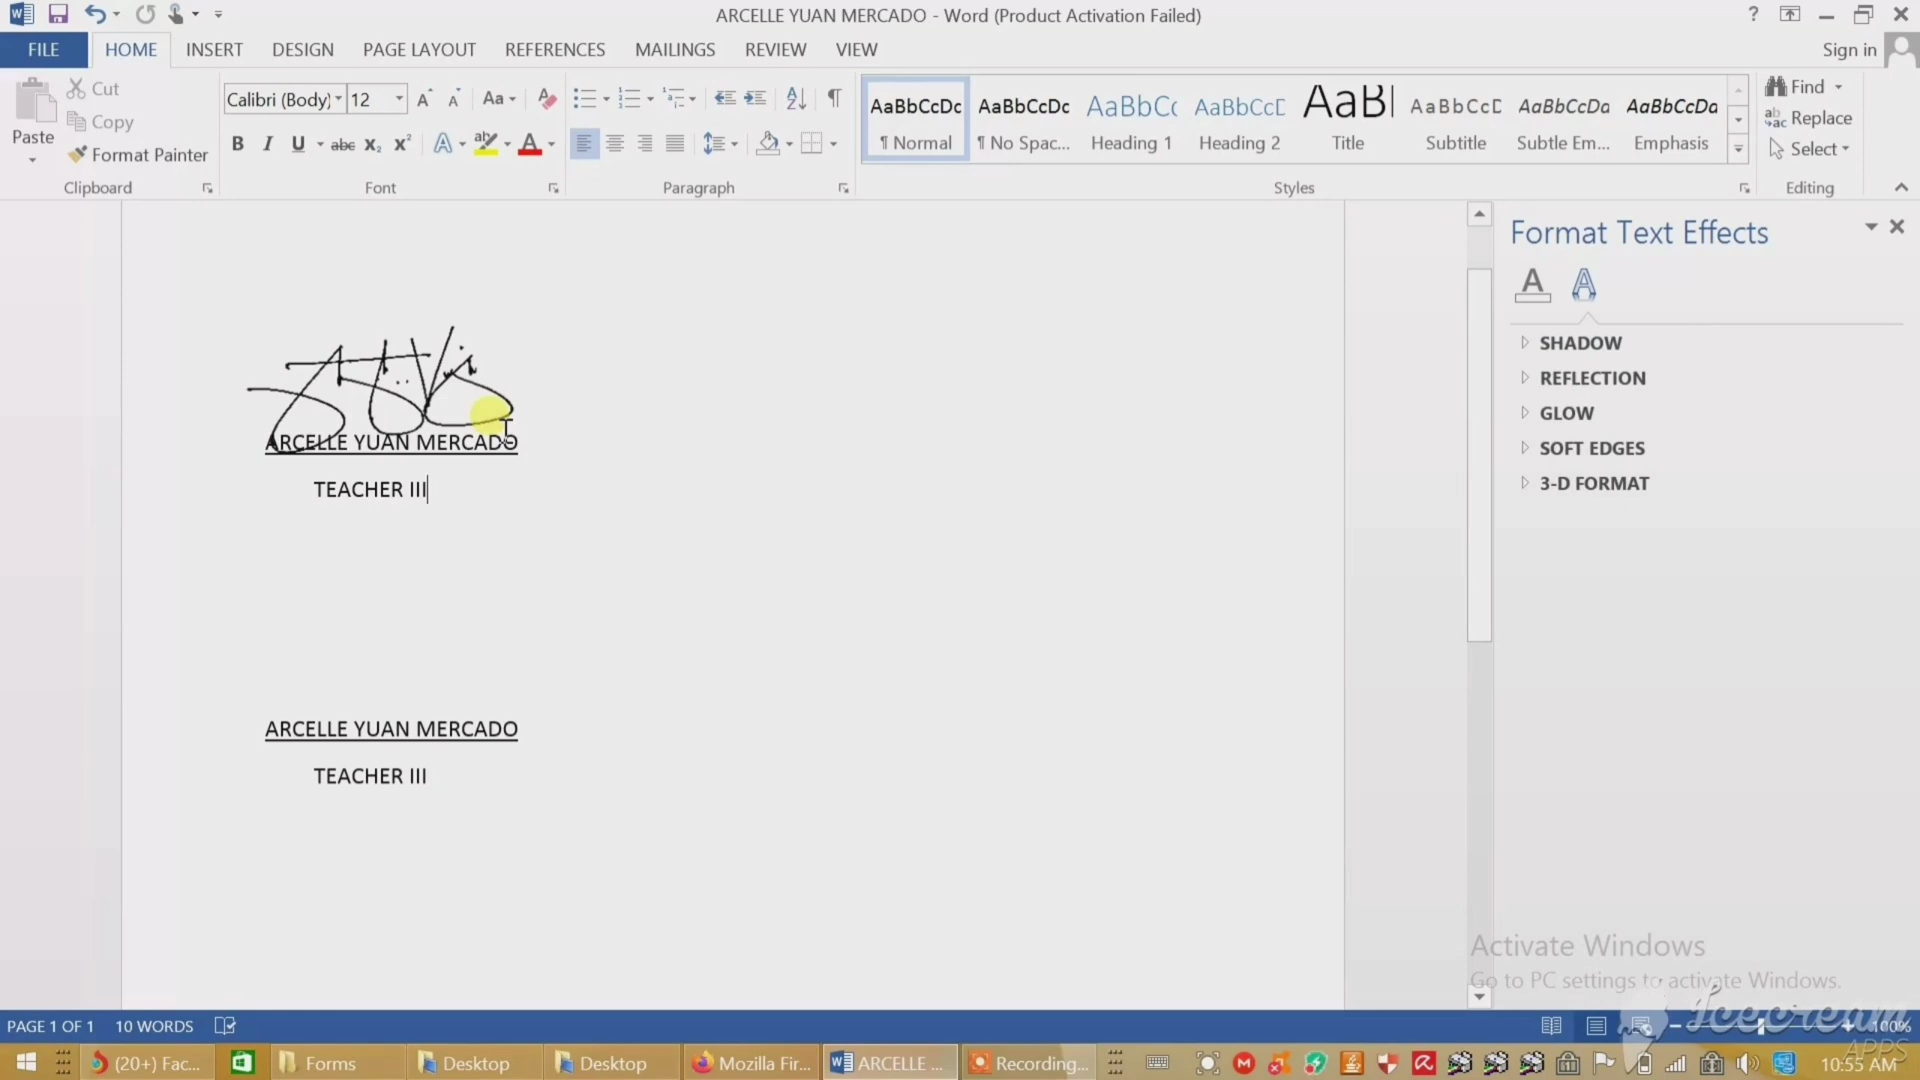 ARCELLE YUAN MERCADO - Word (Product Activation Failed)
FILE
HOME
INSERT
DESIGN
PAGE LAYOUT
REFERENCES
MAILINGS
REVIEW
VIEW
Sign in
Paste
Cut
Copy
Format Painter
Clipboard
Calibri (Body)
12
Font
Paragraph
AaBbCcDc
¶ Normal
AaBbCcDc
¶ No Spac...
AaBbCc
Heading 1
AaBbCcD
Heading 2
AaB
Title
AaBbCcD
Subtitle
AaBbCcDa
Subtle Em...
AaBbCcDa
Emphasis
Styles
Find
Replace
Select
Editing
Format Text Effects
SHADOW
REFLECTION
GLOW
SOFT EDGES
3-D FORMAT
ARCELLE YUAN MERCADO
TEACHER III
ARCELLE YUAN MERCADO
TEACHER III
Activate Windows
Go to PC settings to activate Windows.
Icecream
APPS
PAGE 1 OF 1
10 WORDS
100%
(20+) Fac...
Forms
Desktop
Desktop
Mozilla Fir...
ARCELLE ...
Recording...
10:55 AM